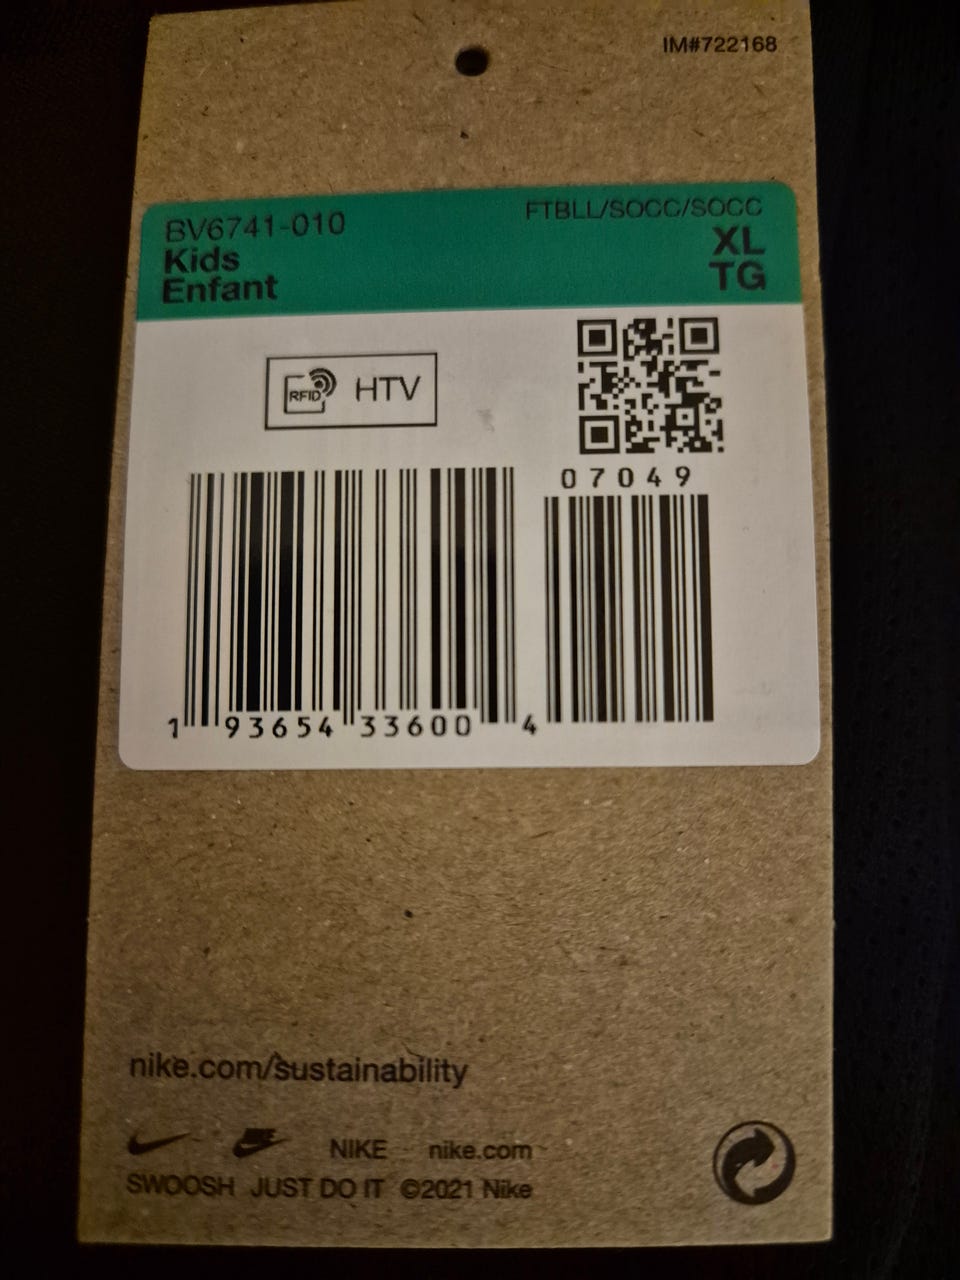 IM#722168
BV6741-010
FTBLL/SOCC/SOCC
Kids
XL
Enfant
TG
RFID HTV
07049
1 93654 33600 4
nike.com/sustainability
NIKE nike.com
SWOOSH JUST DO IT ©2021 Nike